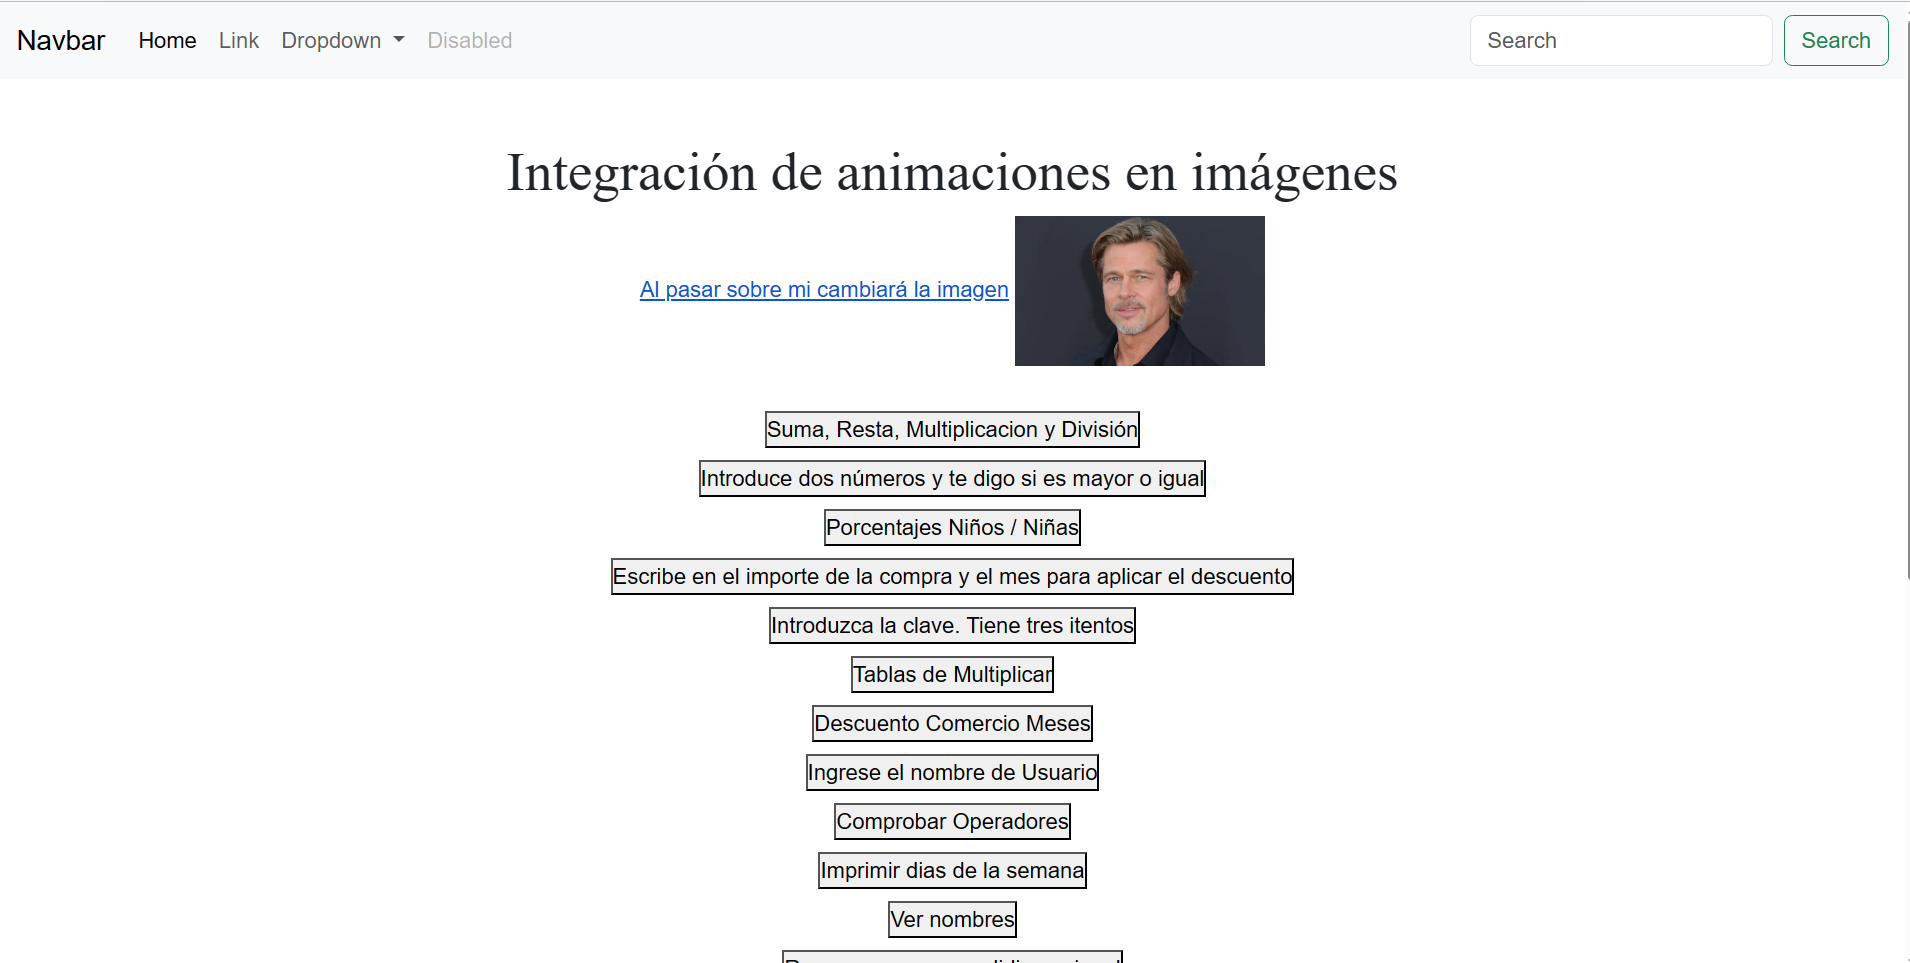 Navbar Home Link Dropdown Disabled Search Search
Integración de animaciones en imágenes
Al pasar sobre mi cambiará la imagen
Suma, Resta, Multiplicacion y División
Introduce dos números y te digo si es mayor o igual
Porcentajes Niños / Niñas
Escribe en el importe de la compra y el mes para aplicar el descuento
Introduzca la clave. Tiene tres itentos
Tablas de Multiplicar
Descuento Comercio Meses
Ingrese el nombre de Usuario
Comprobar Operadores
Imprimir dias de la semana
Ver nombres